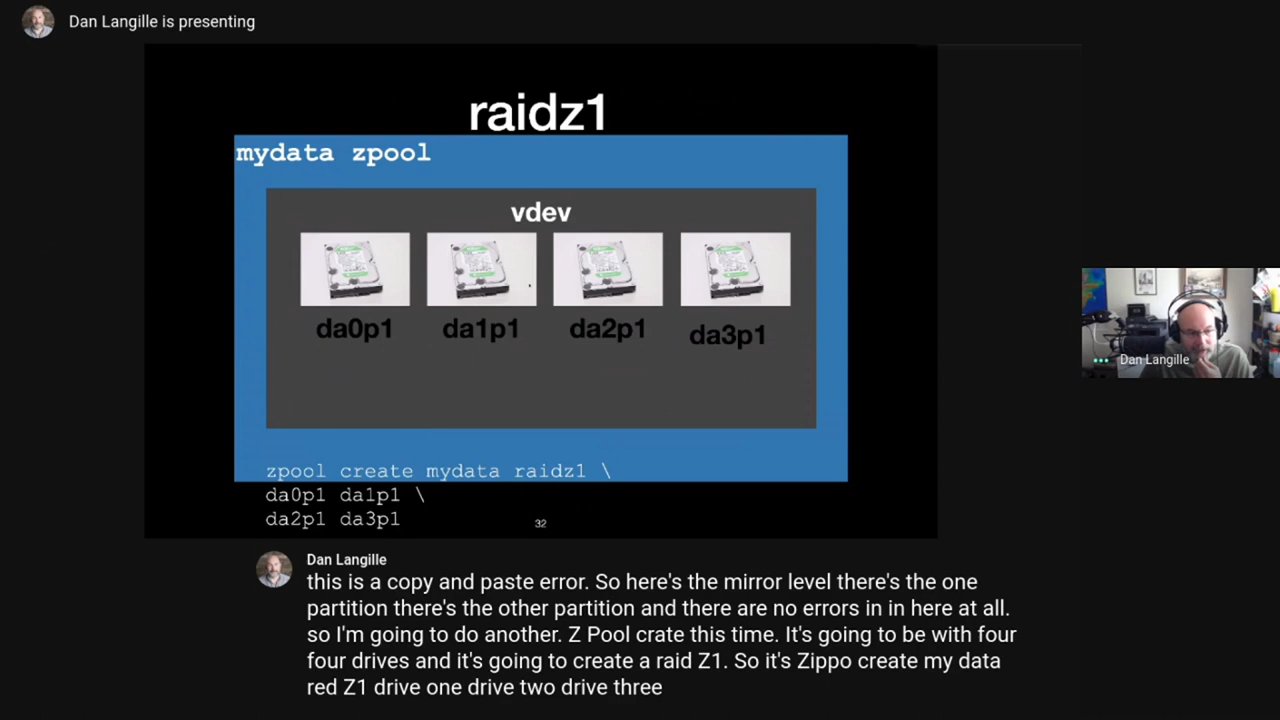 Dan Langille is presenting
raidz1
mydata zpool
vdev
da0p1 da1p1 da2p1 da3p1
zpool create mydata raidz1 \
da0p1 da1p1 \
da2p1 da3p1
32
Dan Langille
Dan Langille
this is a copy and paste error. So here's the mirror level there's the one
partition there's the other partition and there are no errors in in here at all.
so I'm going to do another. Z Pool crate this time. It's going to be with four
four drives and it's going to create a raid Z1. So it's Zippo create my data
red Z1 drive one drive two drive three